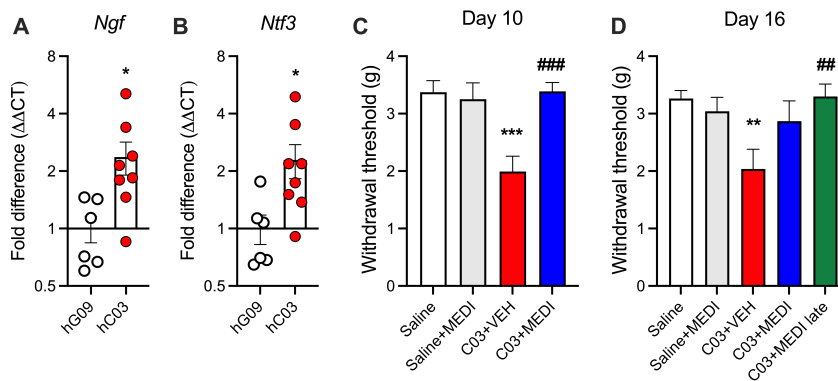 A
Ngf
Fold difference (ΔΔCT)
8
4
2
1
0.5
*
hG09
hC03
B
Ntf3
Fold difference (ΔΔCT)
8
4
2
1
0.5
*
hG09
hC03
C
Day 10
Withdrawal threshold (g)
4
3
2
1
0
***
###
Saline
Saline+MEDI
C03+VEH
C03+MEDI
D
Day 16
Withdrawal threshold (g)
4
3
2
1
0
**
##
Saline
Saline+MEDI
C03+VEH
C03+MEDI
C03+MEDI late